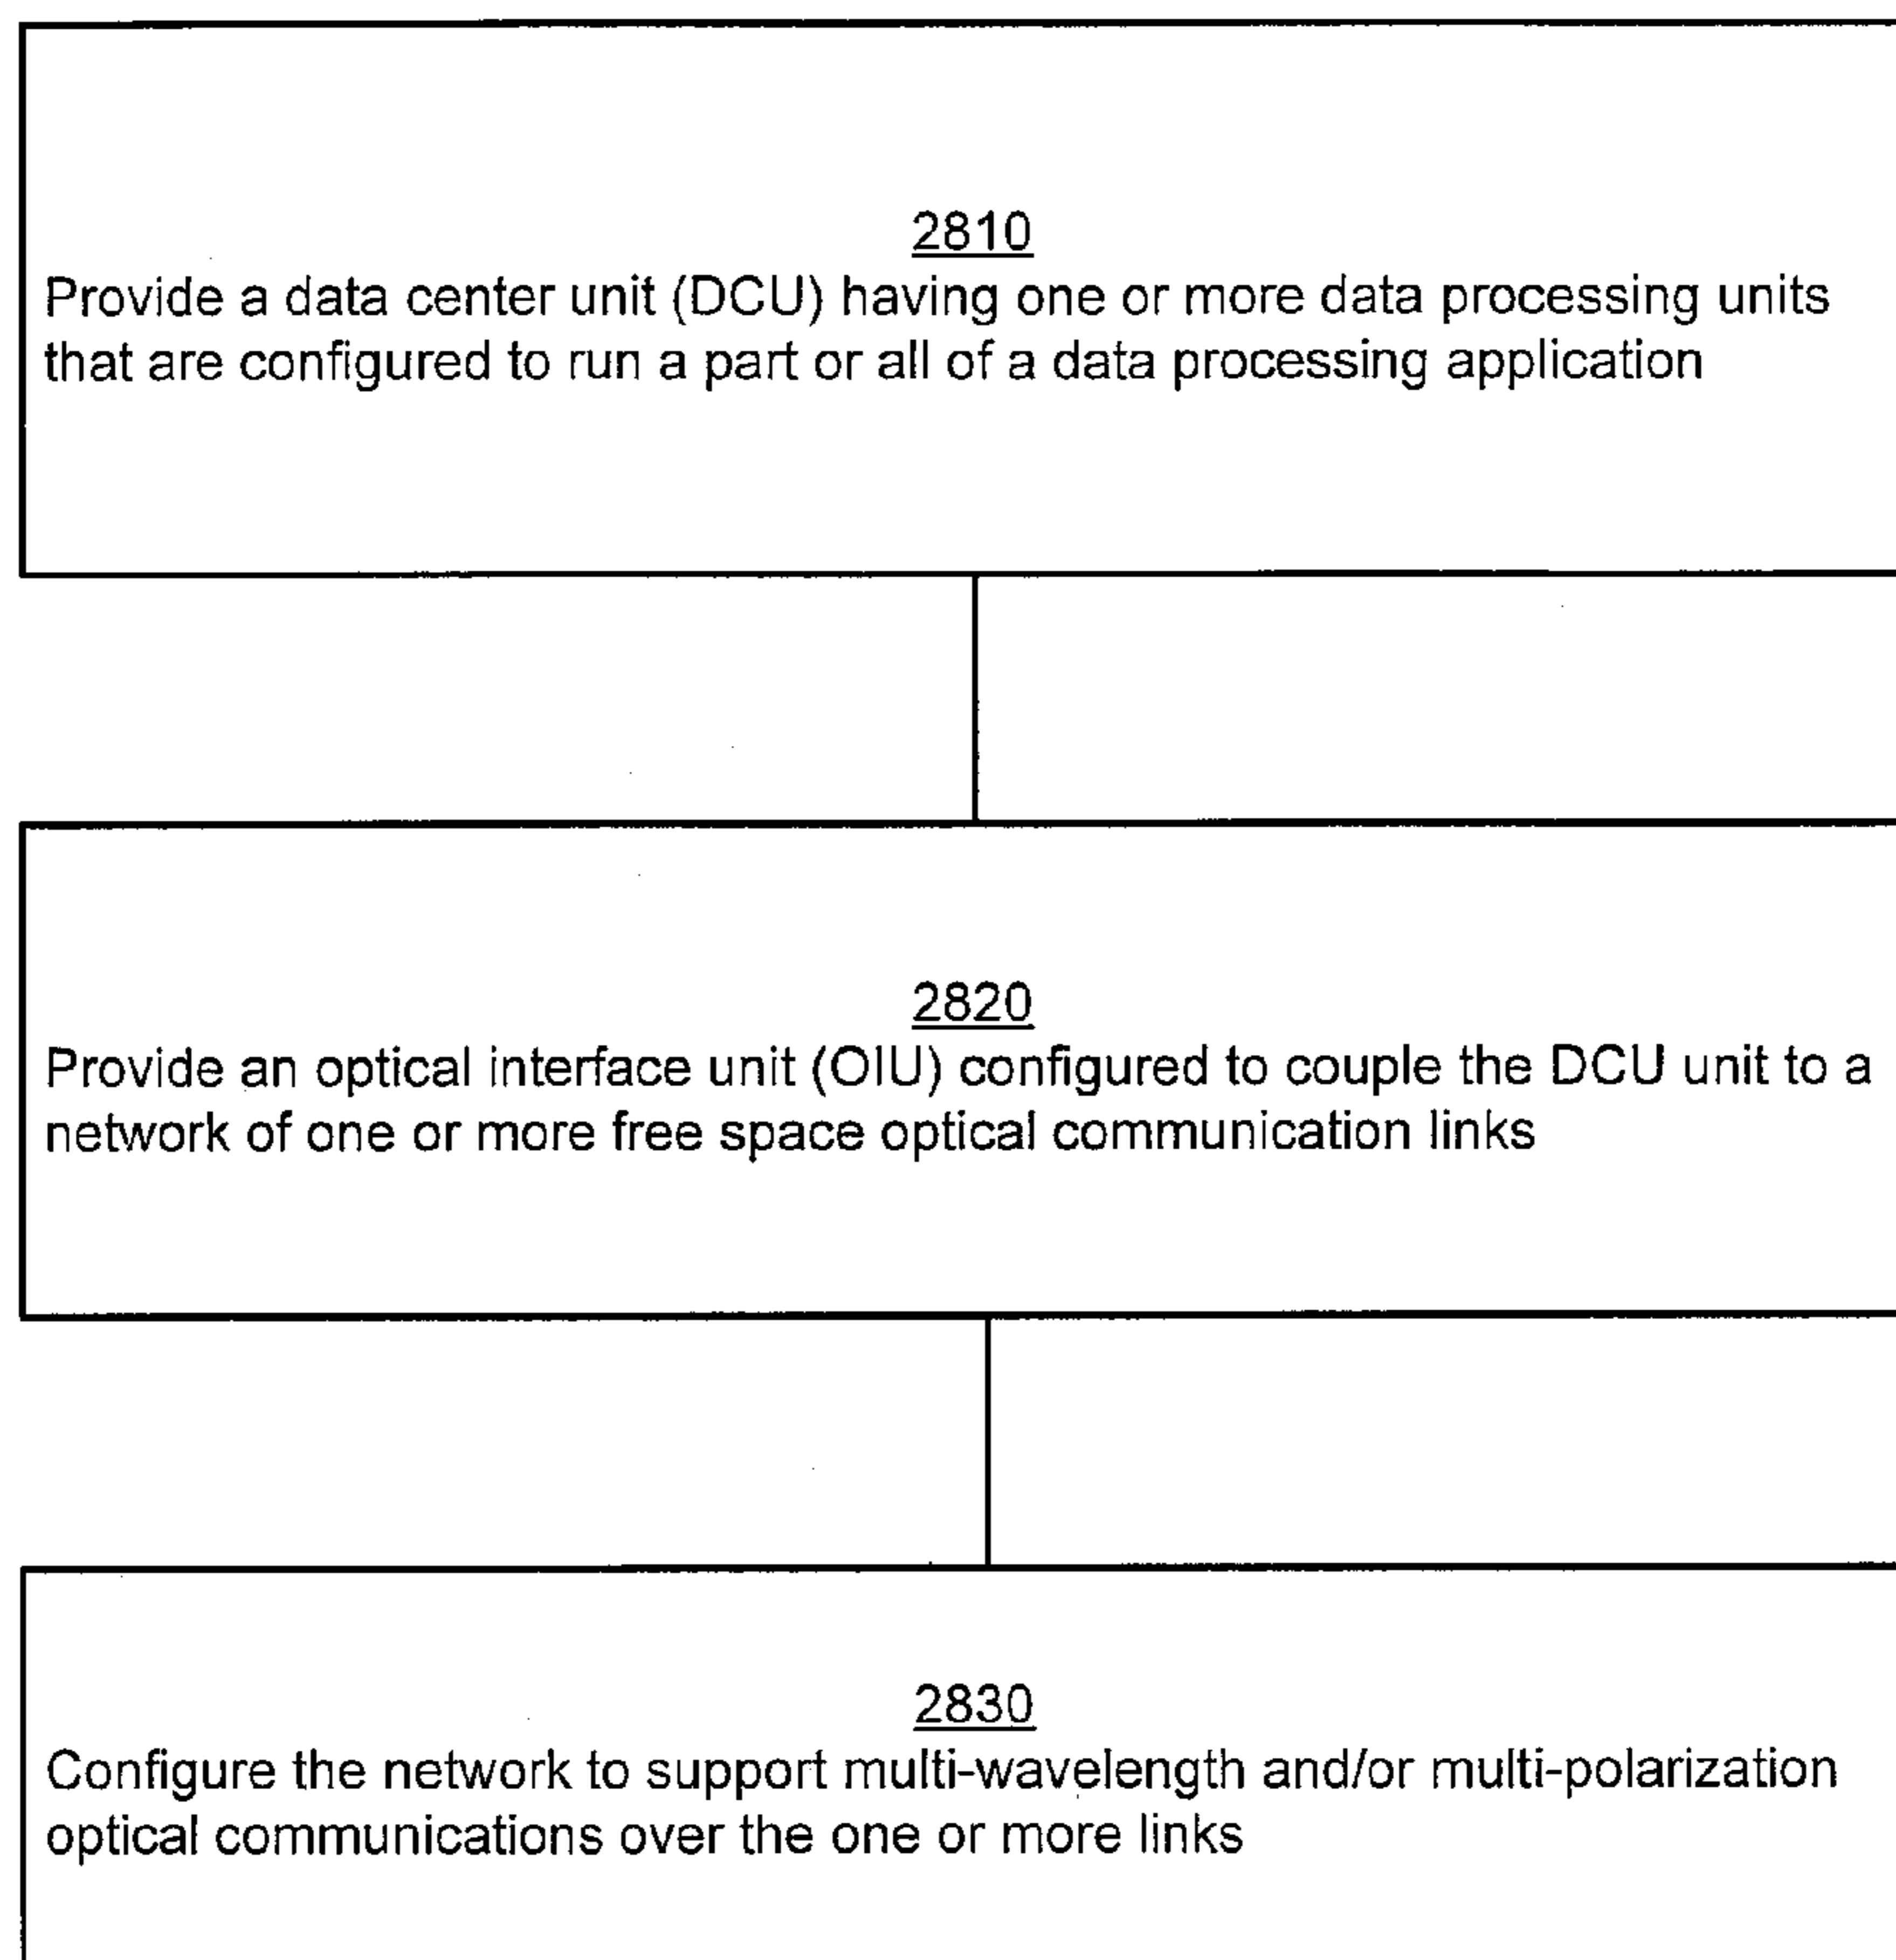 2810
Provide a data center unit (DCU) having one or more data processing units
that are configured to run a part or all of a data processing application
2820
Provide an optical interface unit (OIU) configured to couple the DCU unit to a
network of one or more free space optical communication links
2830
Configure the network to support multi-wavelength and/or multi-polarization
optical communications over the one or more links